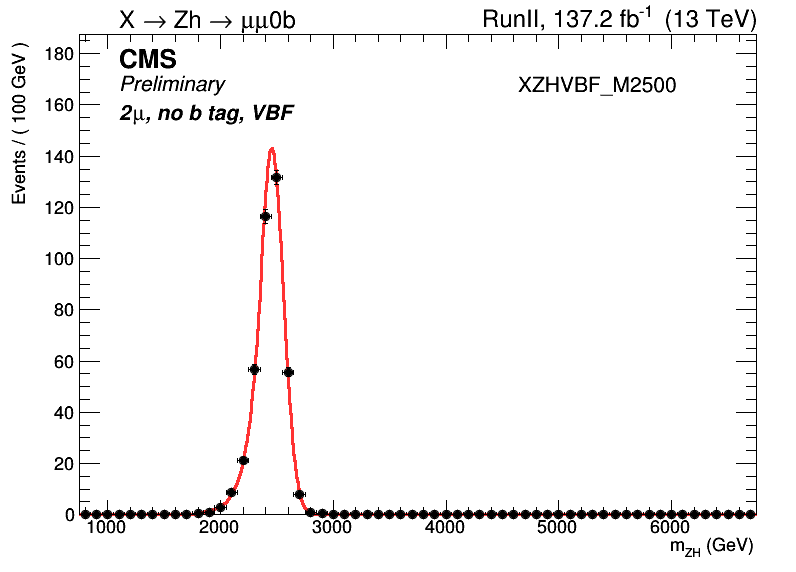 X → Zh → μμ0b RunII, 137.2 fb⁻¹ (13 TeV)
CMS
Preliminary
XZHVBF_M2500
2μ, no b tag, VBF
Events / ( 100 GeV )
180
160
140
120
100
80
60
40
20
0
1000 2000 3000 4000 5000 6000
m_ZH (GeV)